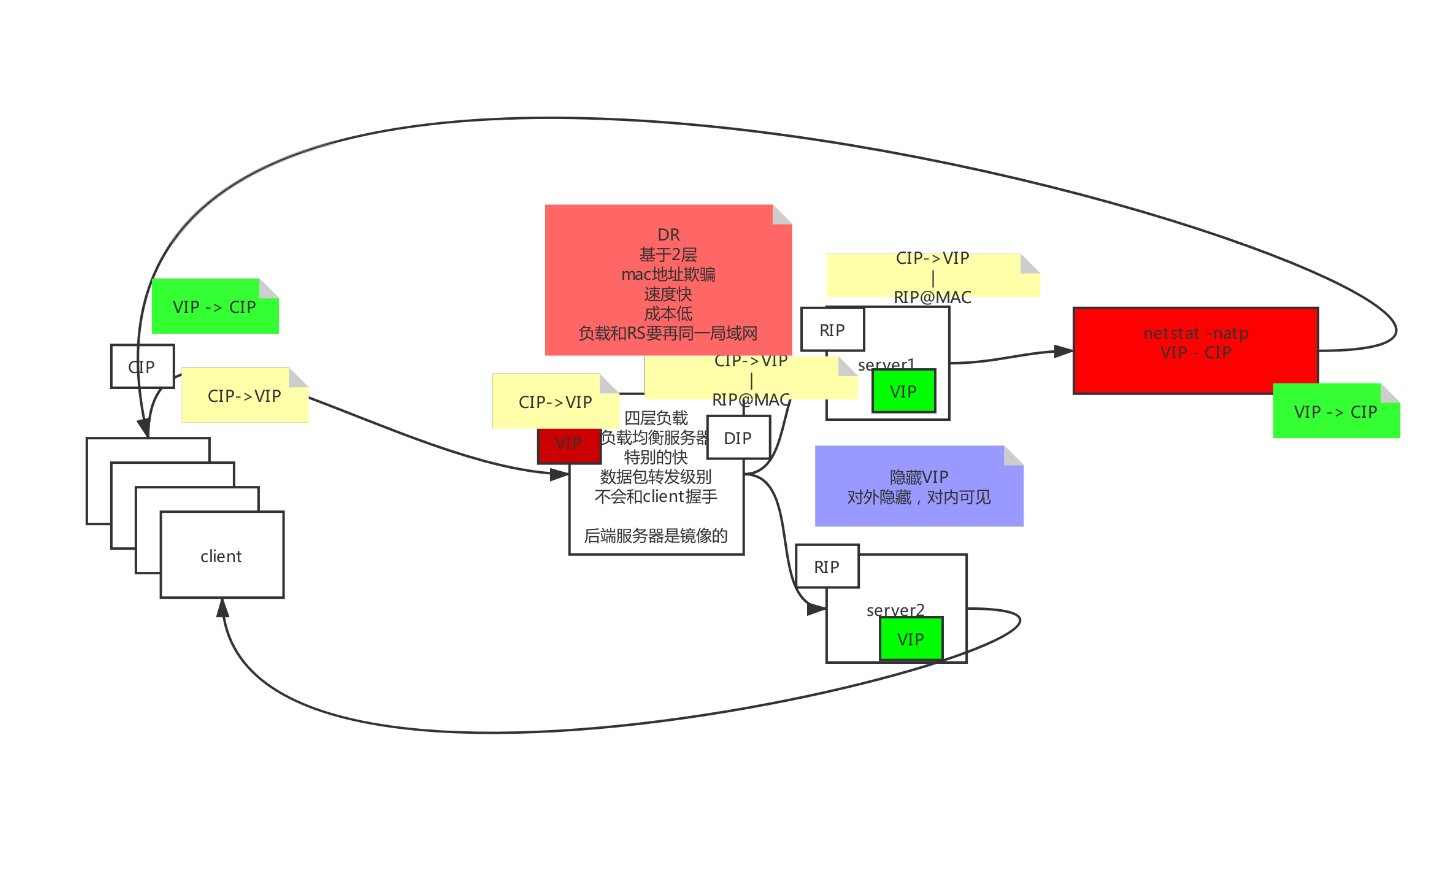 DR
基于2层
mac地址欺骗
速度快
成本低
负载和RS要再同一局域网
CIP->VIP
|
RIP@MAC
VIP -> CIP
RIP
server1
VIP
netstat -natp
VIP - CIP
VIP -> CIP
CIP
CIP->VIP
CIP->VIP
CIP->VIP
|
RIP@MAC
VIP
DIP
四层负载
负载均衡服务器
特别的快
数据包转发级别
不会和client握手
后端服务器是镜像的
隐藏VIP
对外隐藏，对内可见
client
RIP
server2
VIP